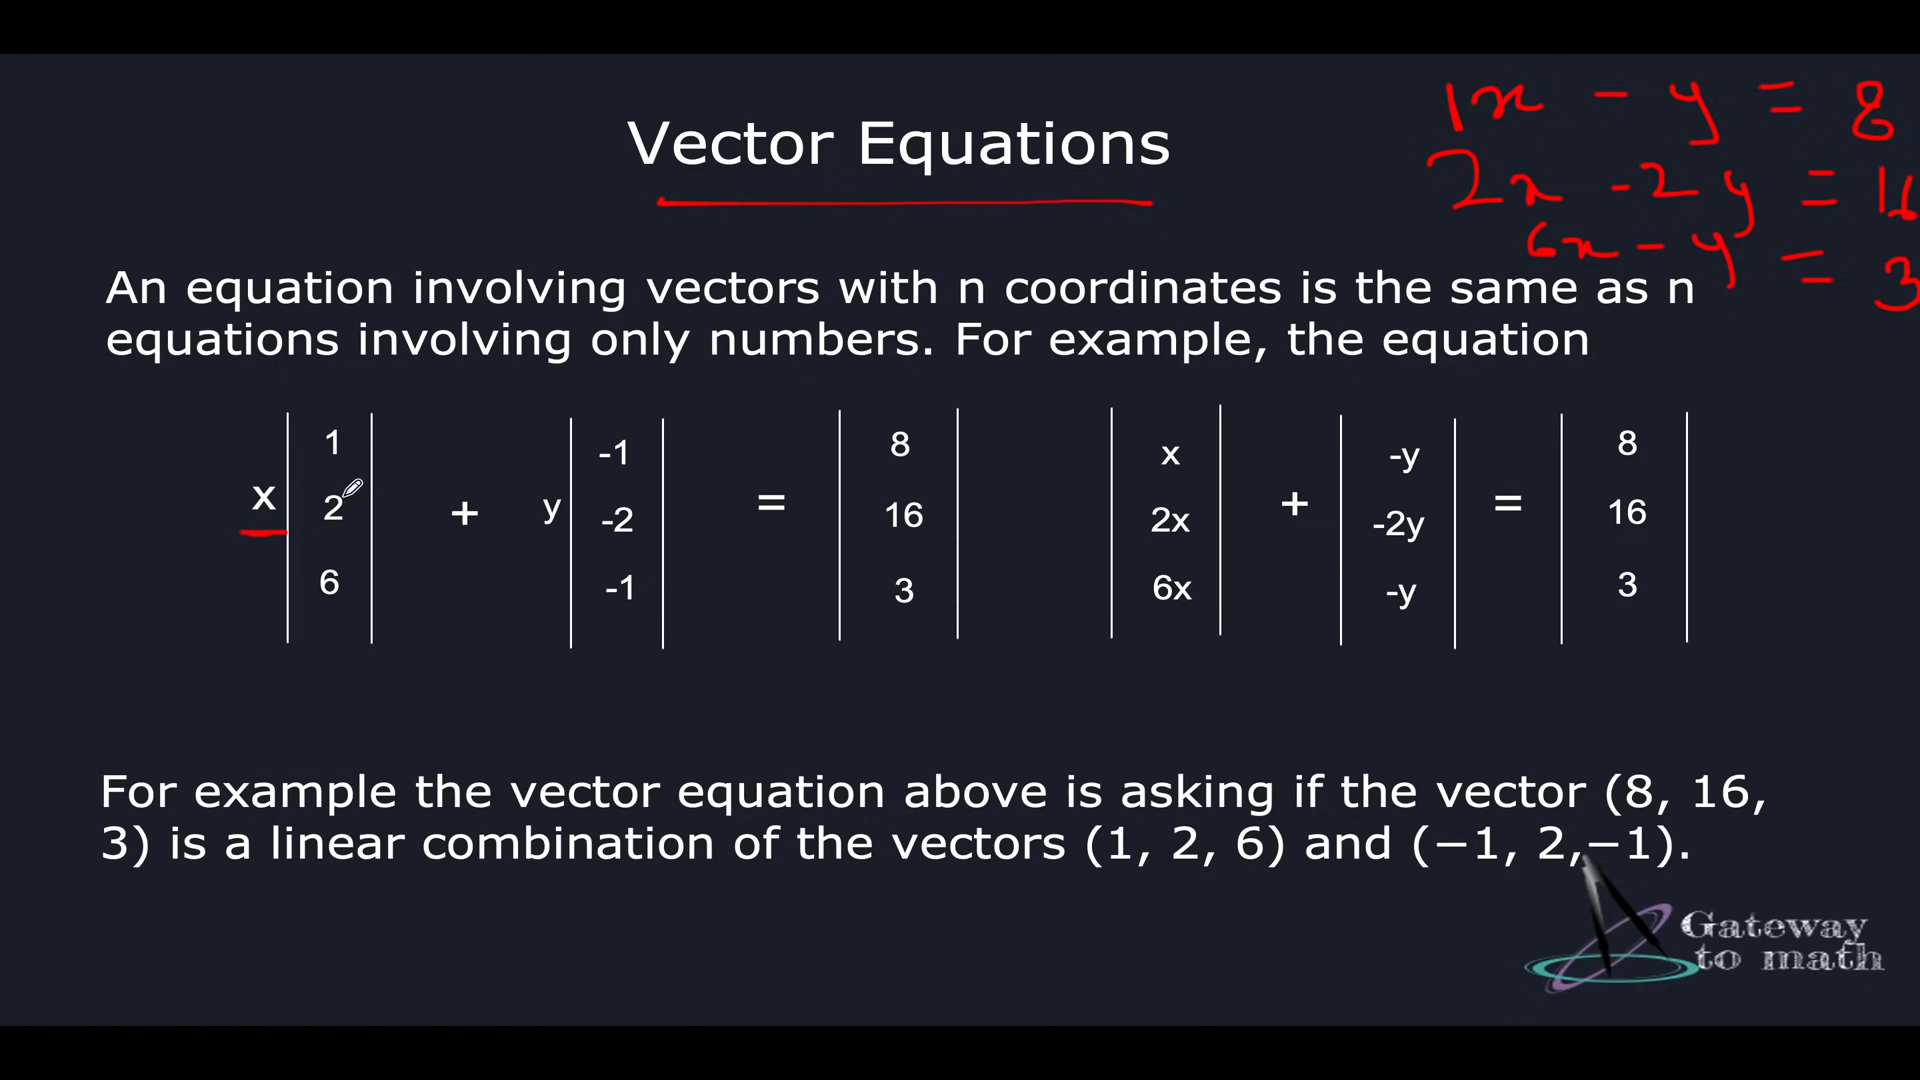 1x - y = 8
Vector Equations
2x - 2y = 16
6x - y = 3
An equation involving vectors with n coordinates is the same as n
equations involving only numbers. For example, the equation
1 -1 8 x -y 8
x 2 + y -2 = 16 2x + -2y = 16
6 -1 3 6x -y 3
For example the vector equation above is asking if the vector (8, 16,
3) is a linear combination of the vectors (1, 2, 6) and (−1, 2,−1).
Gateway
to math